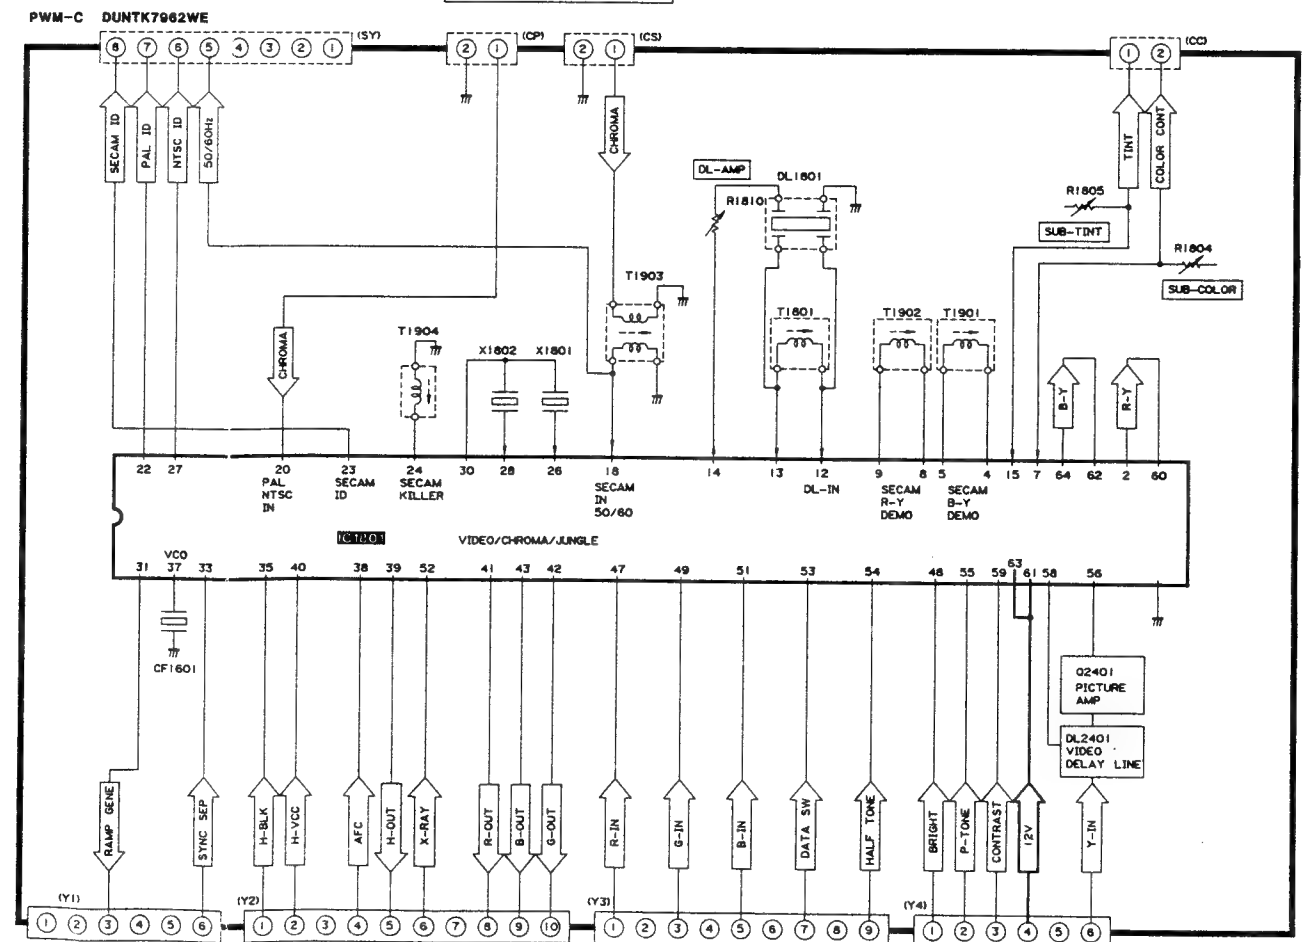 PWM-C DUNTK7962WE
8 7 6 5 4 3 2 1 (SY)
2 1 (CP)
2 1 (CS)
1 2 (CC)
SECAM ID
PAL ID
NTSC ID
50/60Hz
CHROMA
TINT
COLOR CONT
DL-AMP
DL1801
R1810
R1805
SUB-TINT
R1804
SUB-COLOR
T1903
CHROMA
T1904
X1802 X1801
T1801
T1902 T1901
B-Y
R-Y
22 27 20 23 24 30 28 26 18 14 13 12 9 8 5 4 15 7 64 62 2 60
PAL
NTSC
IN
SECAM
ID
SECAM
KILLER
SECAM
IN
50/60
DL-IN
SECAM
R-Y
DEMO
SECAM
B-Y
DEMO
IC1801
VIDEO/CHROMA/JUNGLE
VCO
31 37 33 35 40 38 39 52 41 43 42 47 49 51 53 54 48 55 59 63 61 58 56
CF1601
Q2401
PICTURE
AMP
DL2401
VIDEO
DELAY LINE
RAMP GENE
SYNC SEP
H-BLK
H-VCC
AFC
H-OUT
X-RAY
R-OUT
B-OUT
G-OUT
R-IN
G-IN
B-IN
DATA SW
HALF TONE
BRIGHT
P-TONE
CONTRAST
12V
Y-IN
(Y1)
1 2 3 4 5 6
(Y2)
1 2 3 4 5 6 7 8 9 10
(Y3)
1 2 3 4 5 6 7 8 9
(Y4)
1 2 3 4 5 6